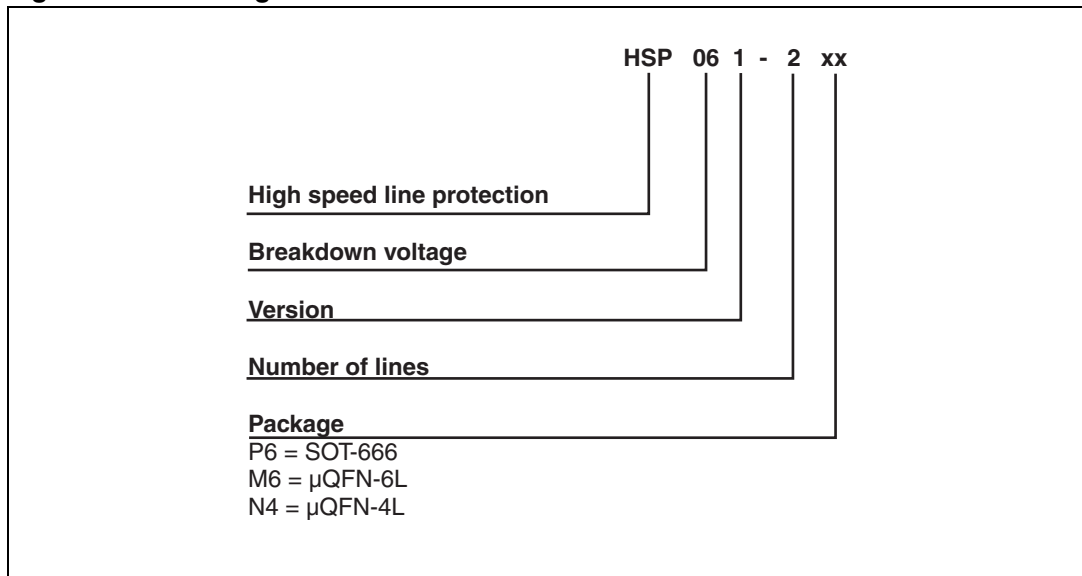 HSP 06 1 - 2 xx
High speed line protection
Breakdown voltage
Version
Number of lines
Package
P6 = SOT-666
M6 = µQFN-6L
N4 = µQFN-4L